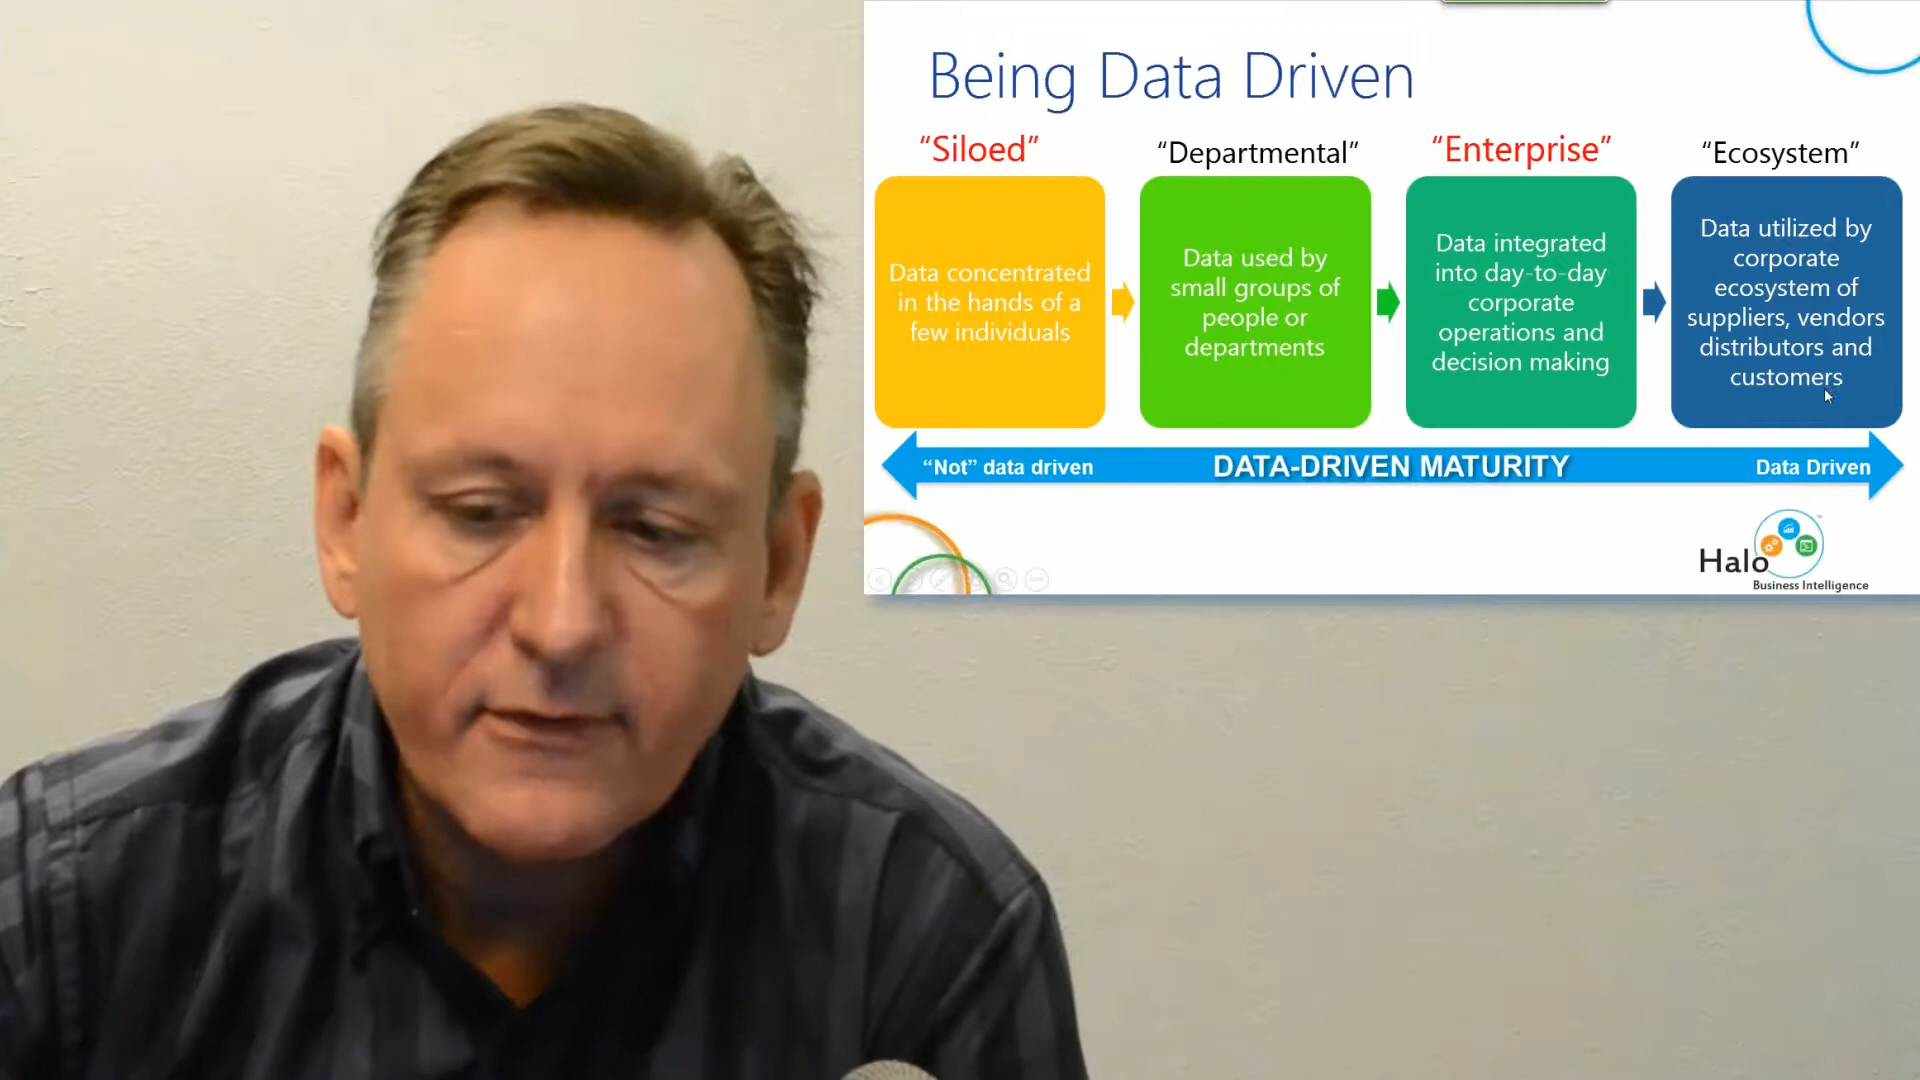 Being Data Driven
“Siloed”
“Departmental”
“Enterprise”
“Ecosystem”
Data concentrated
in the hands of a
few individuals
Data used by
small groups of
people or
departments
Data integrated
into day-to-day
corporate
operations and
decision making
Data utilized by
corporate
ecosystem of
suppliers, vendors
distributors and
customers
“Not” data driven
DATA-DRIVEN MATURITY
Data Driven
Halo
Business Intelligence